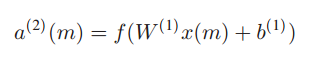 a^{(2)}(m) = f(W^{(1)}x(m) + b^{(1)})